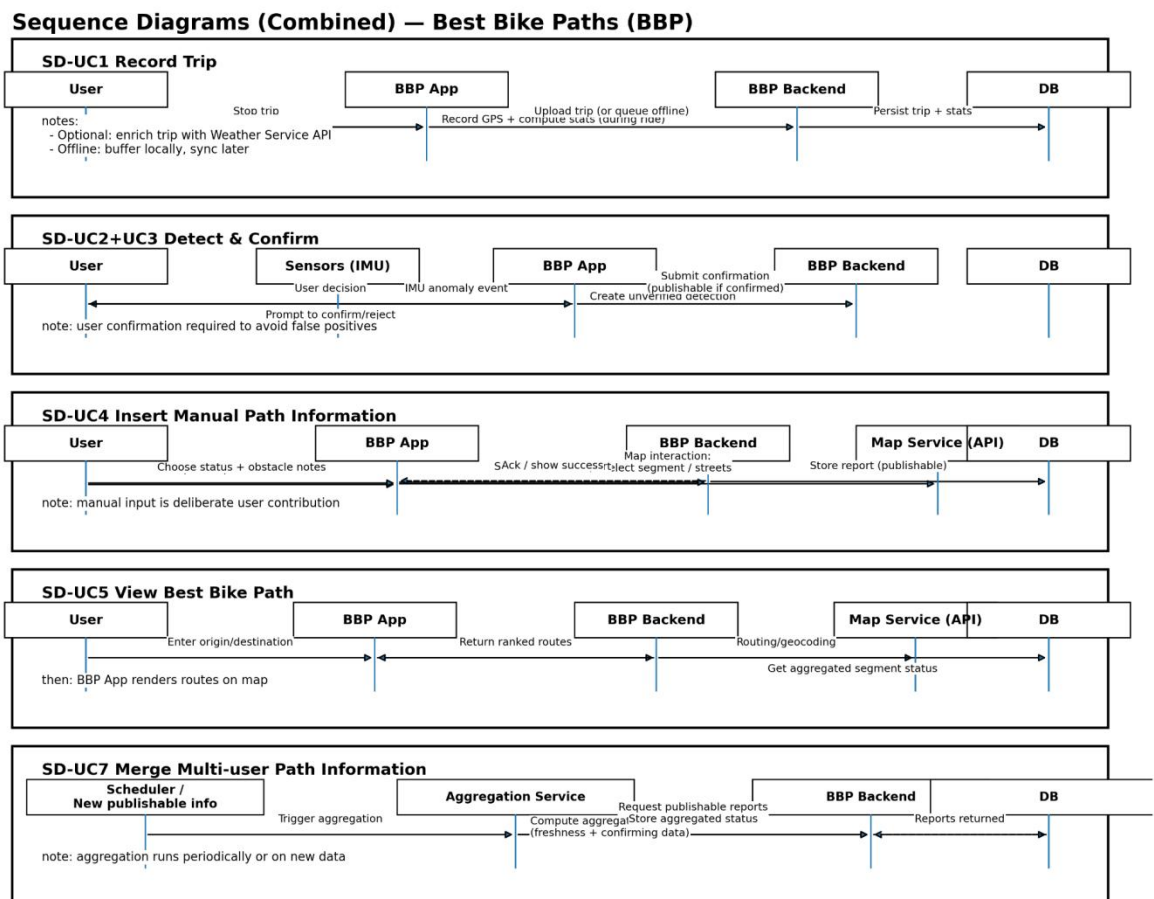 Sequence Diagrams (Combined) — Best Bike Paths (BBP)
SD-UC1 Record Trip
User
BBP App
BBP Backend
DB
Stop trip
Upload trip (or queue offline)
Persist trip + stats
Record GPS + compute stats (during ride)
notes:
- Optional: enrich trip with Weather Service API
- Offline: buffer locally, sync later
SD-UC2+UC3 Detect & Confirm
User
Sensors (IMU)
BBP App
BBP Backend
DB
Submit confirmation
(publishable if confirmed)
User decision
IMU anomaly event
Create unverified detection
Prompt to confirm/reject
note: user confirmation required to avoid false positives
SD-UC4 Insert Manual Path Information
User
BBP App
BBP Backend
Map Service (API)
DB
Map interaction:
Choose status + obstacle notes
Ack / show success
select segment / streets
Store report (publishable)
note: manual input is deliberate user contribution
SD-UC5 View Best Bike Path
User
BBP App
BBP Backend
Map Service (API)
DB
Enter origin/destination
Return ranked routes
Routing/geocoding
Get aggregated segment status
then: BBP App renders routes on map
SD-UC7 Merge Multi-user Path Information
Scheduler /
New publishable info
Aggregation Service
BBP Backend
DB
Request publishable reports
Trigger aggregation
Compute
Store aggregated status
Reports returned
(freshness + confirming data)
note: aggregation runs periodically or on new data